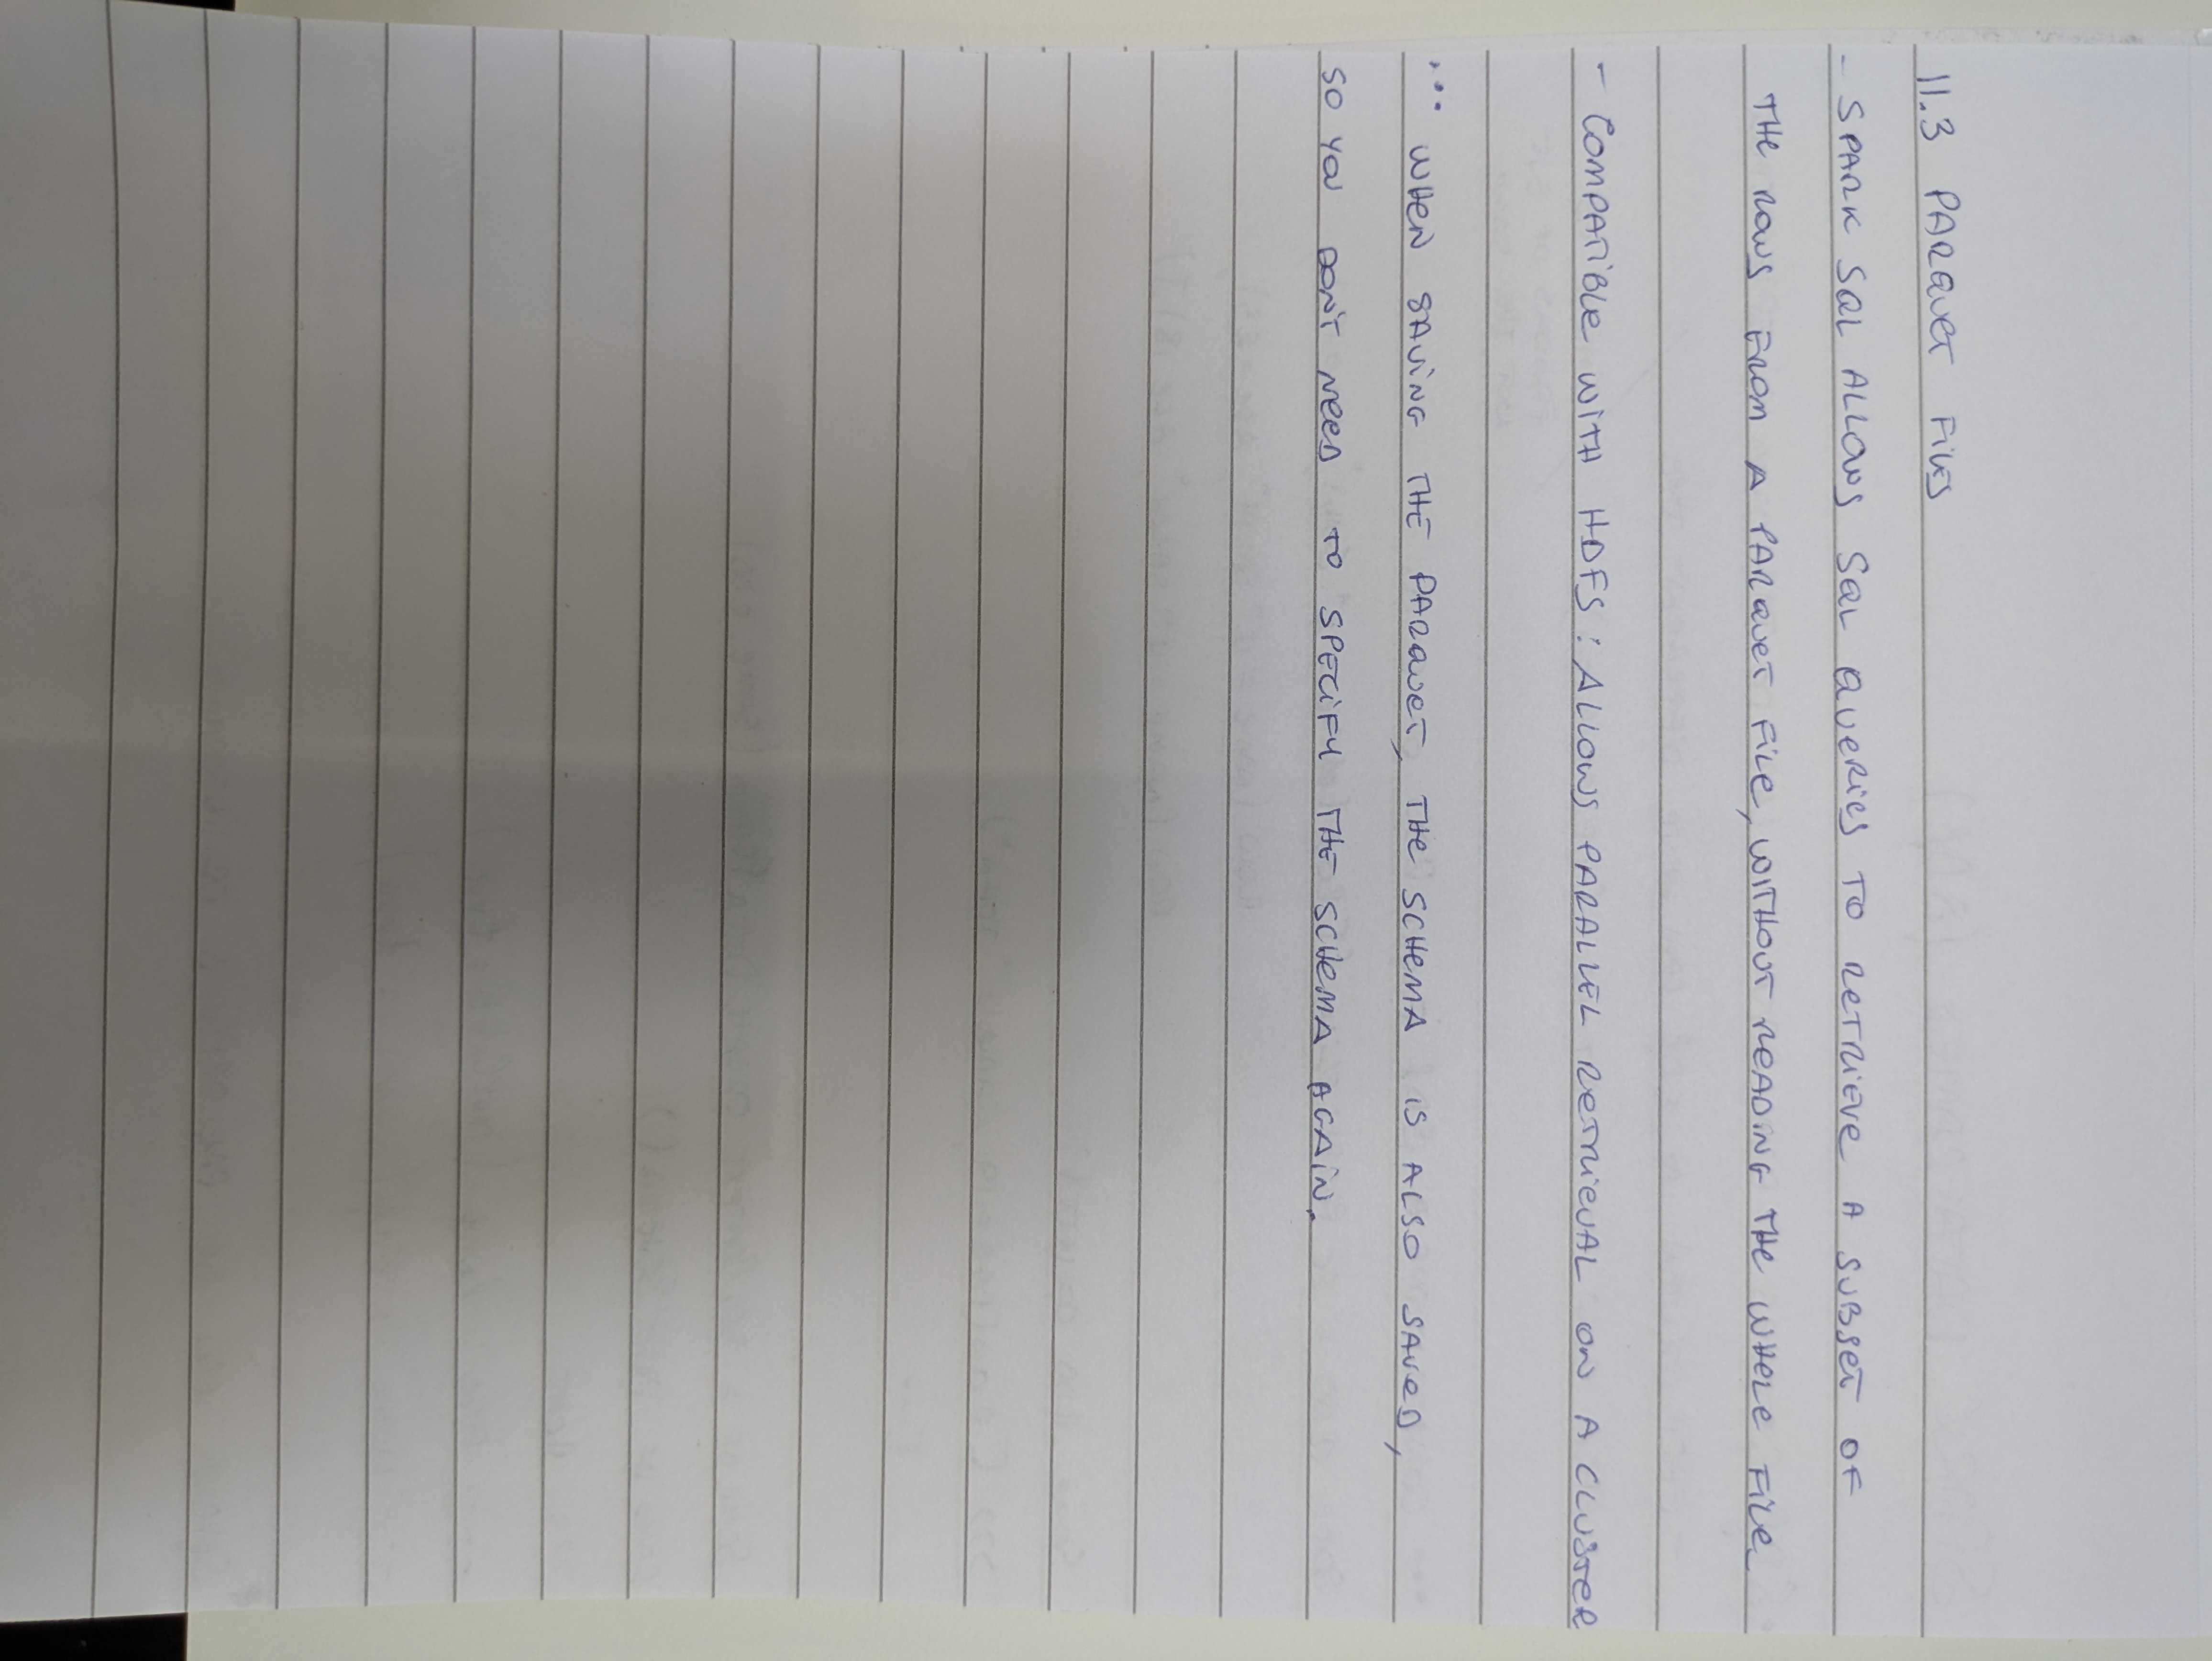 11.3 PARQUET FILES
- SPARK SQL ALLOWS SQL QUERIES TO RETRIEVE A SUBSET OF
THE ROWS FROM A PARQUET FILE, WITHOUT READING THE WHOLE FILE
- COMPATIBLE WITH HDFS: ALLOWS PARALLEL RETRIEVAL ON A CLUSTER
... WHEN SAVING THE PARQUET, THE SCHEMA IS ALSO SAVED,
SO YOU DON'T NEED TO SPECIFY THE SCHEMA AGAIN.